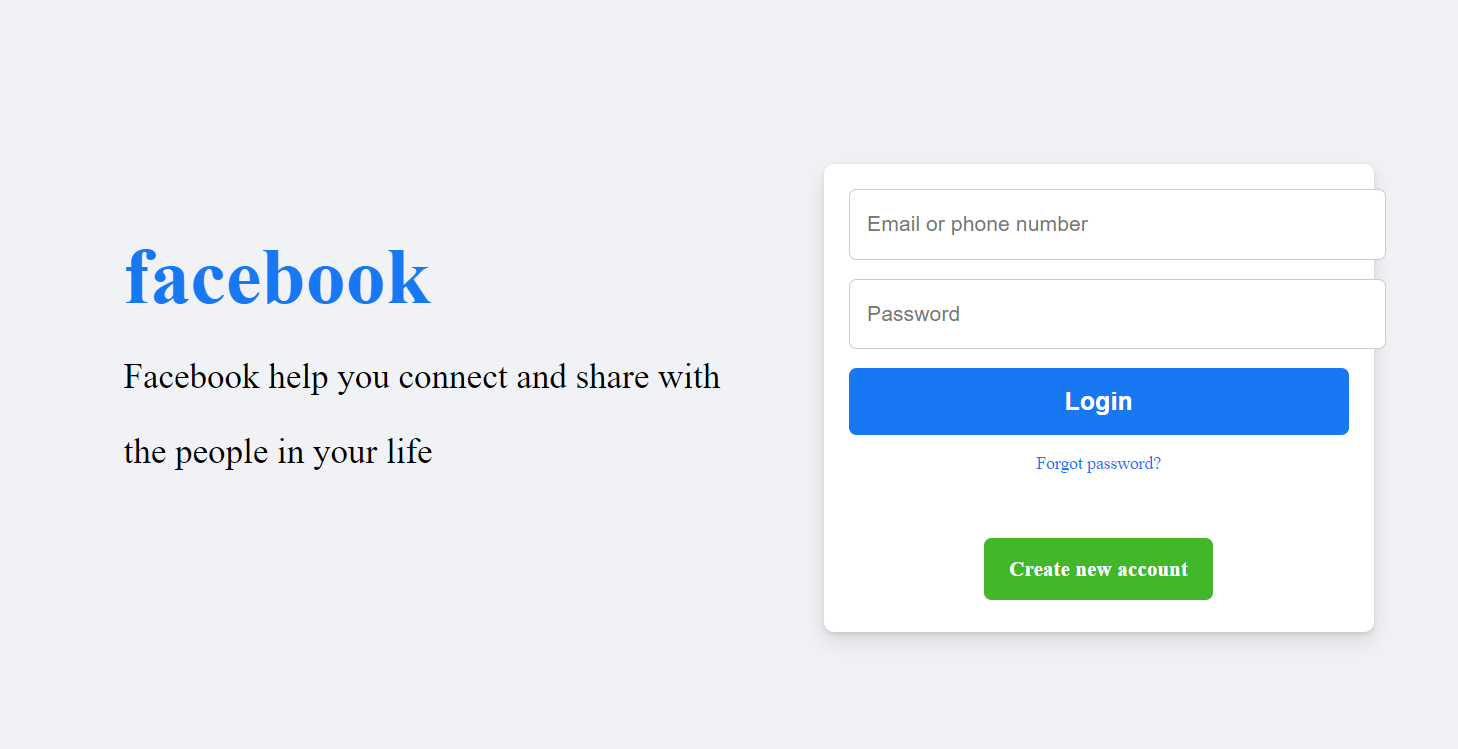 facebook
Facebook help you connect and share with
the people in your life
Email or phone number
Password
Login
Forgot password?
Create new account